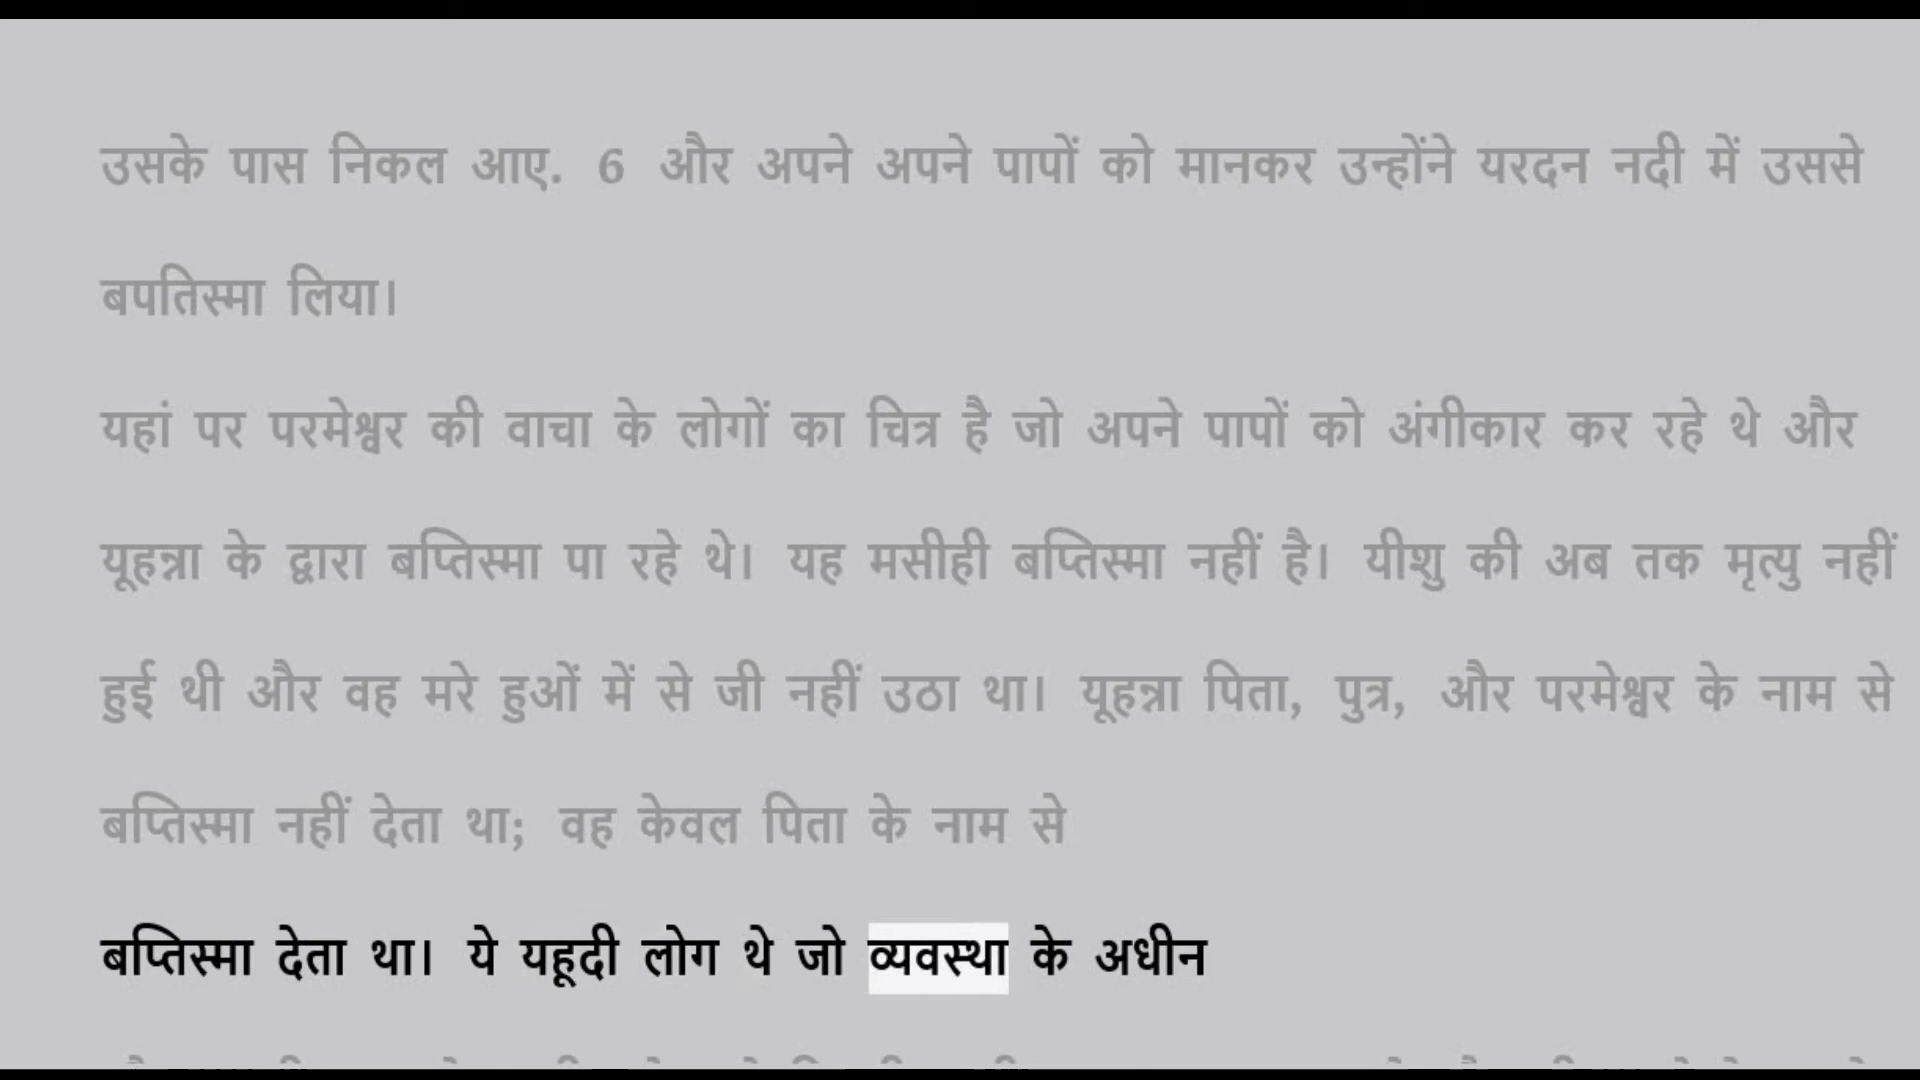 उसके पास निकल आए. 6 और अपने अपने पापों को मानकर उन्होंने यरदन नदी में उससे
बपतिस्मा लिया।
यहां पर परमेश्वर की वाचा के लोगों का चित्र है जो अपने पापों को अंगीकार कर रहे थे और
यूहन्ना के द्वारा बप्तिस्मा पा रहे थे। यह मसीही बप्तिस्मा नहीं है। यीशु की अब तक मृत्यु नहीं
हुई थी और वह मरे हुओं में से जी नहीं उठा था। यूहन्ना पिता, पुत्र, और परमेश्वर के नाम से
बप्तिस्मा नहीं देता था; वह केवल पिता के नाम से
बप्तिस्मा देता था। ये यहूदी लोग थे जो व्यवस्था के अधीन